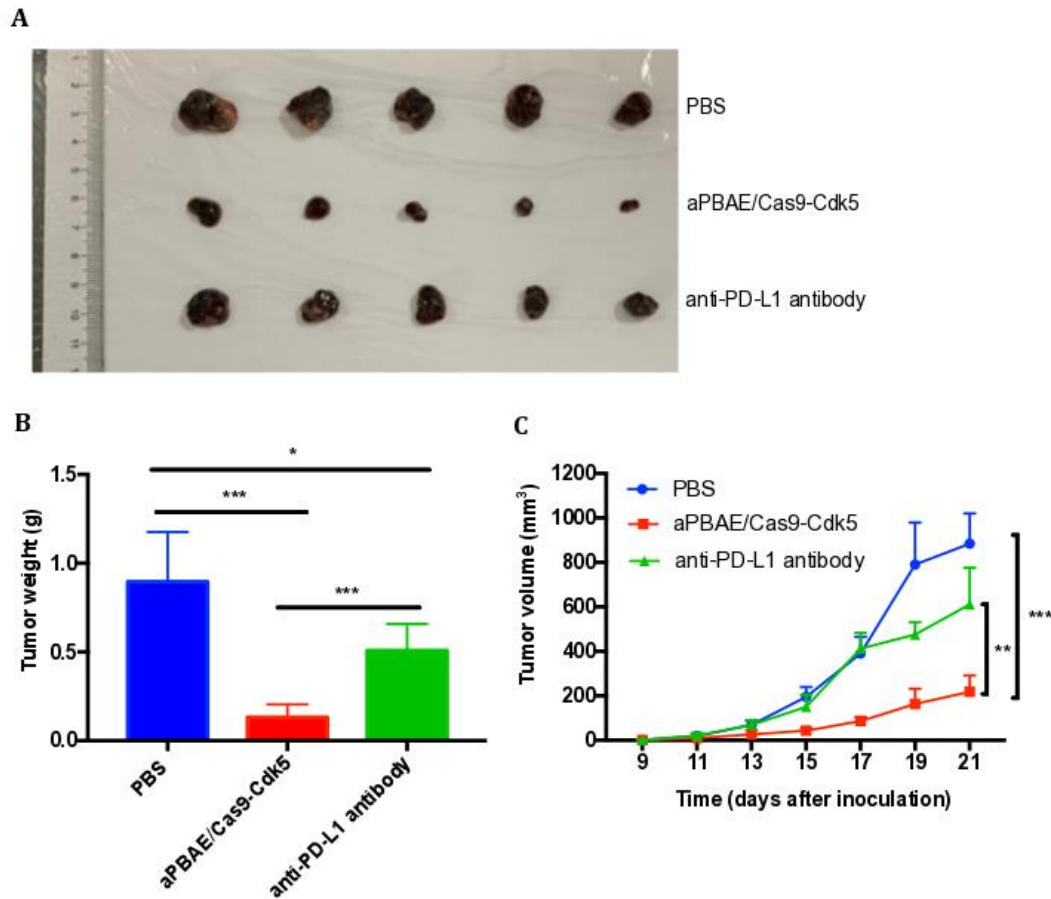 A
PBS
aPBAE/Cas9-Cdk5
anti-PD-L1 antibody
B
*
***
***
Tumor weight (g)
1.5
1.0
0.5
0.0
PBS
aPBAE/Cas9-Cdk5
anti-PD-L1 antibody
C
Tumor volume (mm³)
1200
1000
800
600
400
200
0
PBS
aPBAE/Cas9-Cdk5
anti-PD-L1 antibody
**
***
9 11 13 15 17 19 21
Time (days after inoculation)